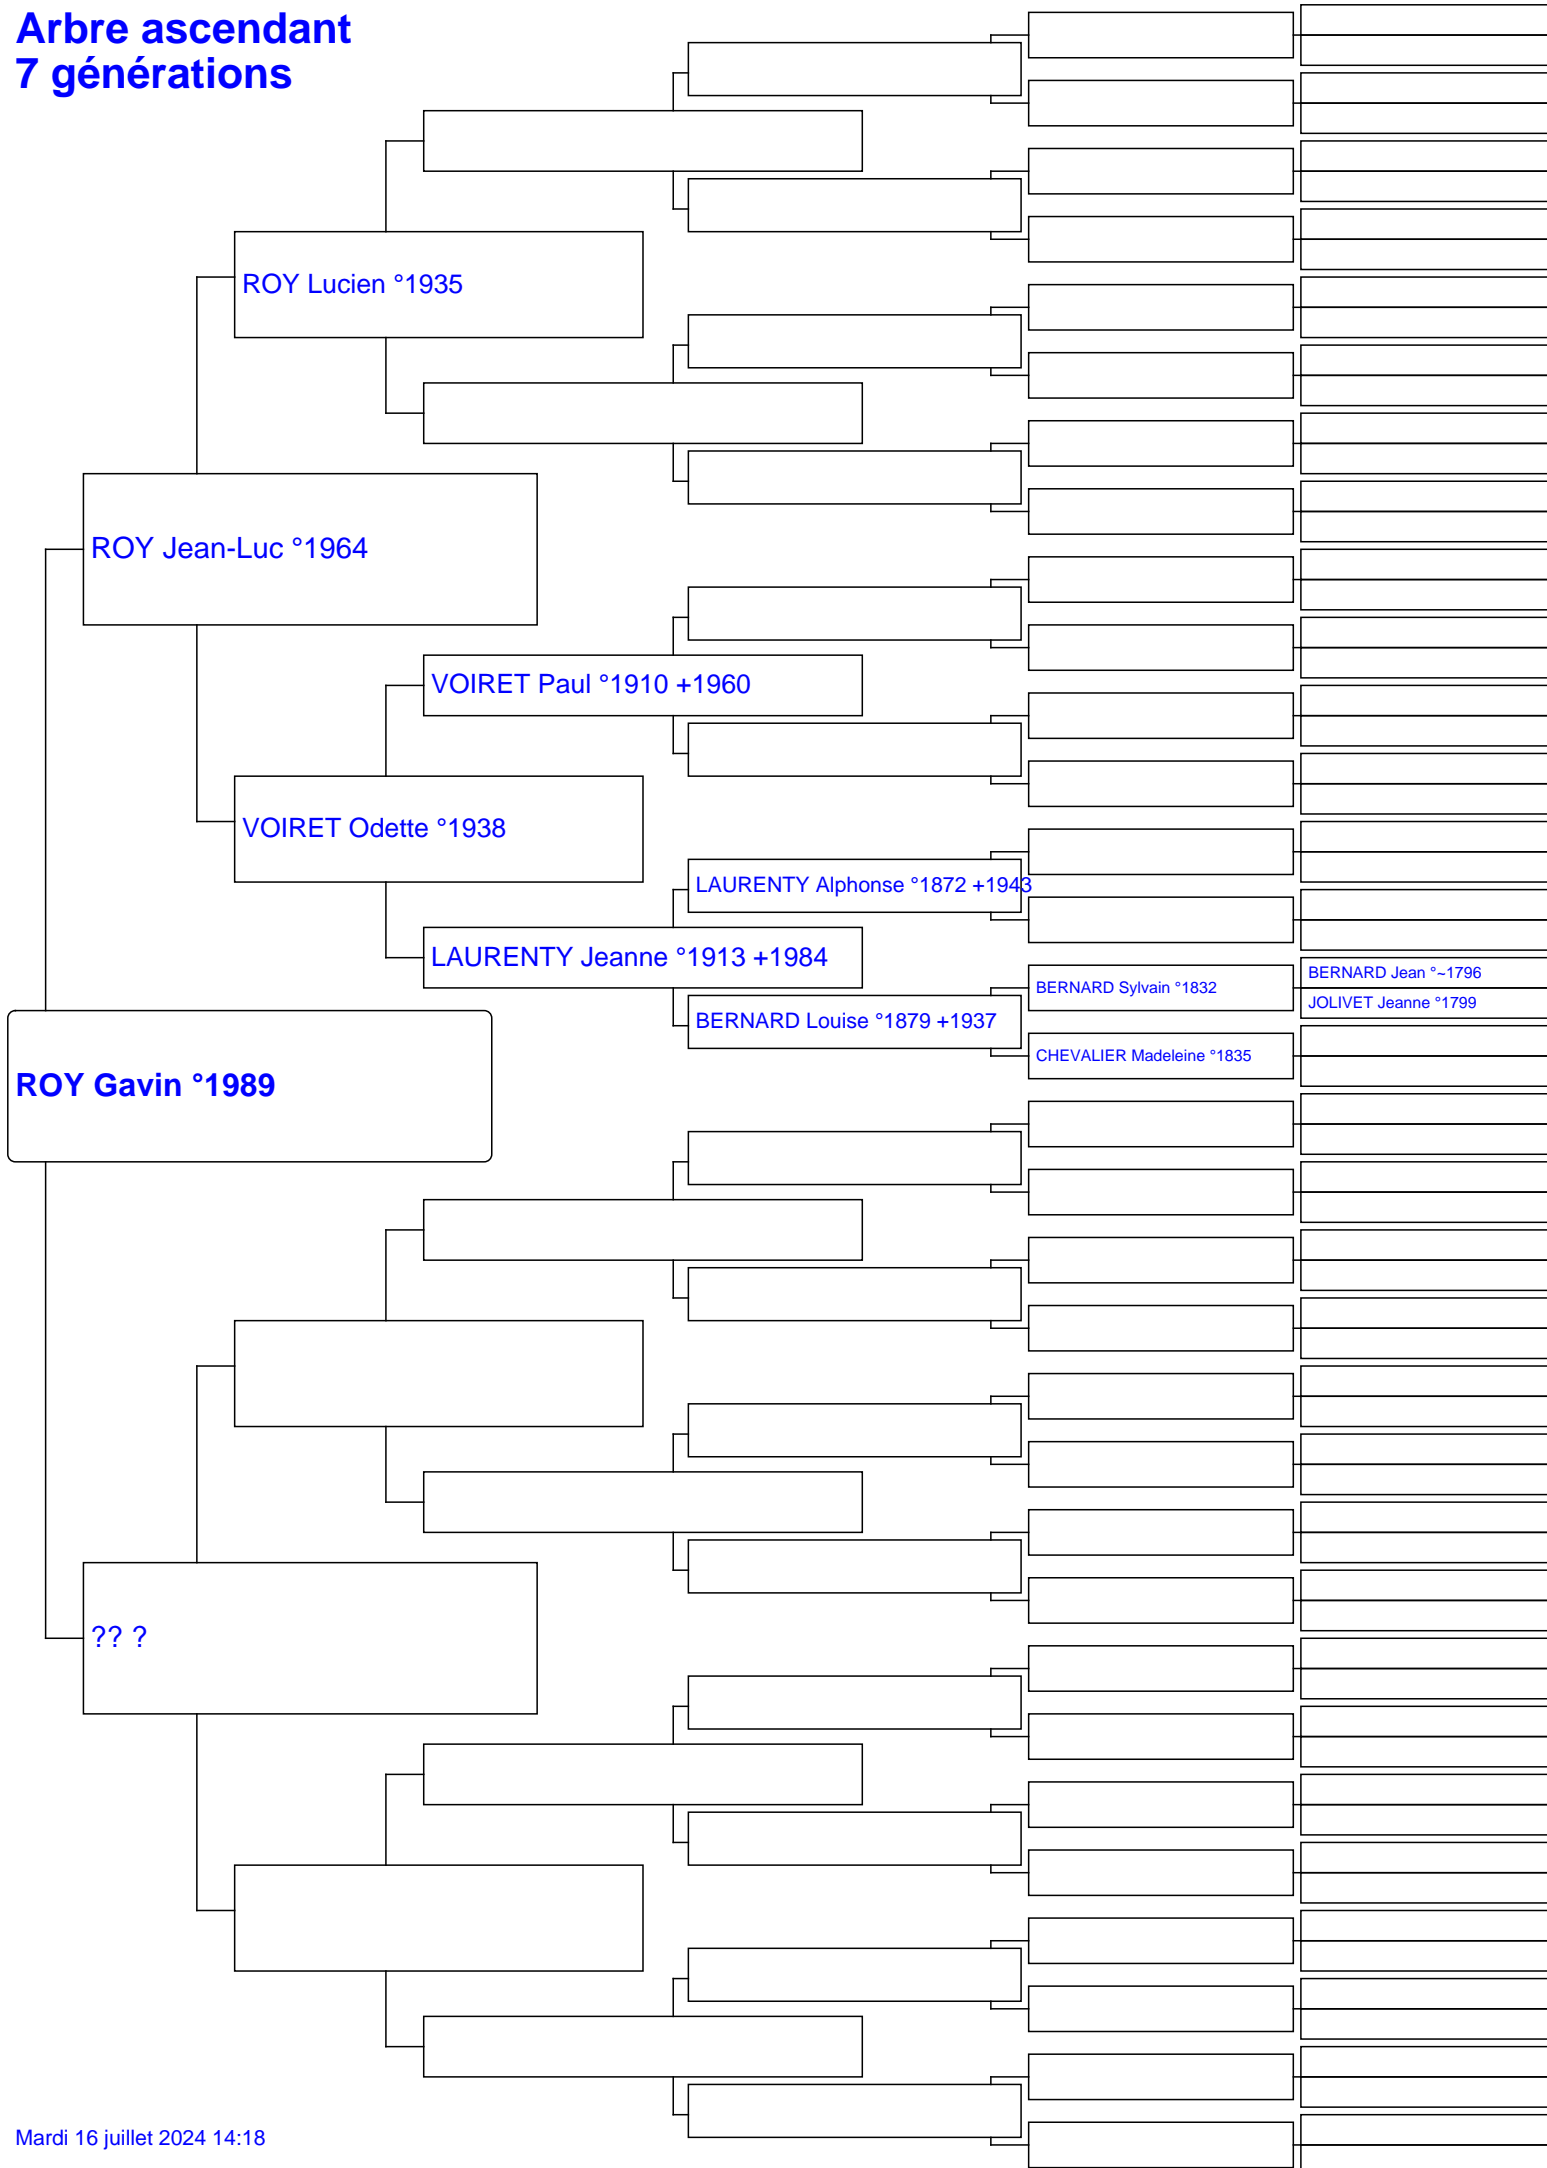 Arbre ascendant
7 générations
ROY Lucien °1935
ROY Jean-Luc °1964
VOIRET Paul °1910 +1960
VOIRET Odette °1938
LAURENTY Alphonse °1872 +1943
LAURENTY Jeanne °1913 +1984
BERNARD Jean °~1796
BERNARD Sylvain °1832
JOLIVET Jeanne °1799
BERNARD Louise °1879 +1937
CHEVALIER Madeleine °1835
ROY Gavin °1989
?? ?
Mardi 16 juillet 2024 14:18